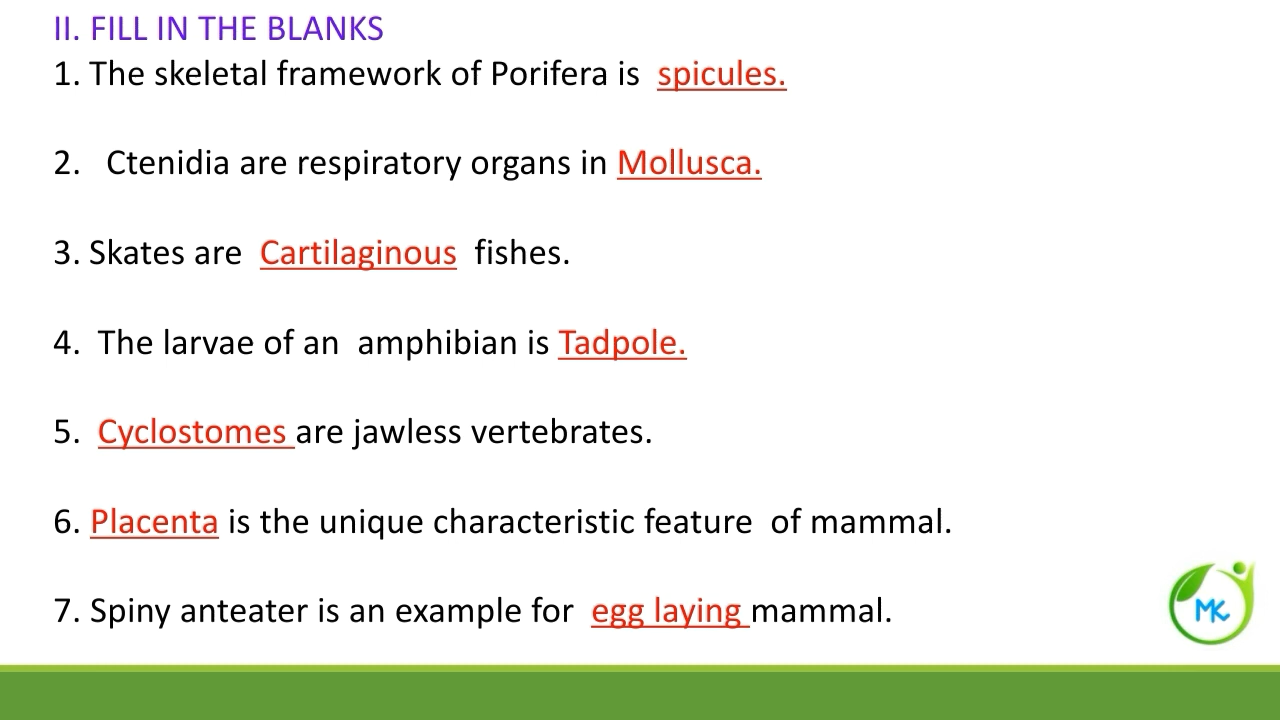 II. FILL IN THE BLANKS
1. The skeletal framework of Porifera is spicules.
2. Ctenidia are respiratory organs in Mollusca.
3. Skates are Cartilaginous fishes.
4. The larvae of an amphibian is Tadpole.
5. Cyclostomes are jawless vertebrates.
6. Placenta is the unique characteristic feature of mammal.
7. Spiny anteater is an example for egg laying mammal.
MK